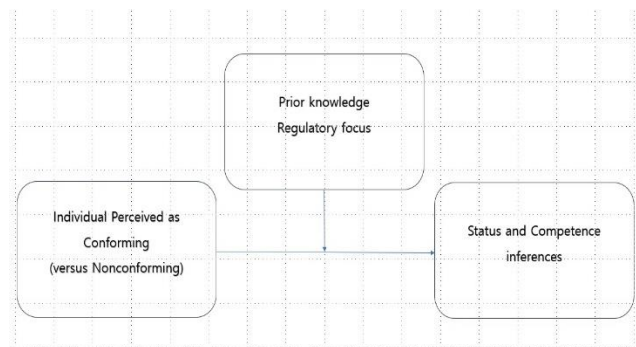 Prior knowledge
Regulatory focus
Individual Perceived as
Conforming
(versus Nonconforming)
Status and Competence
inferences